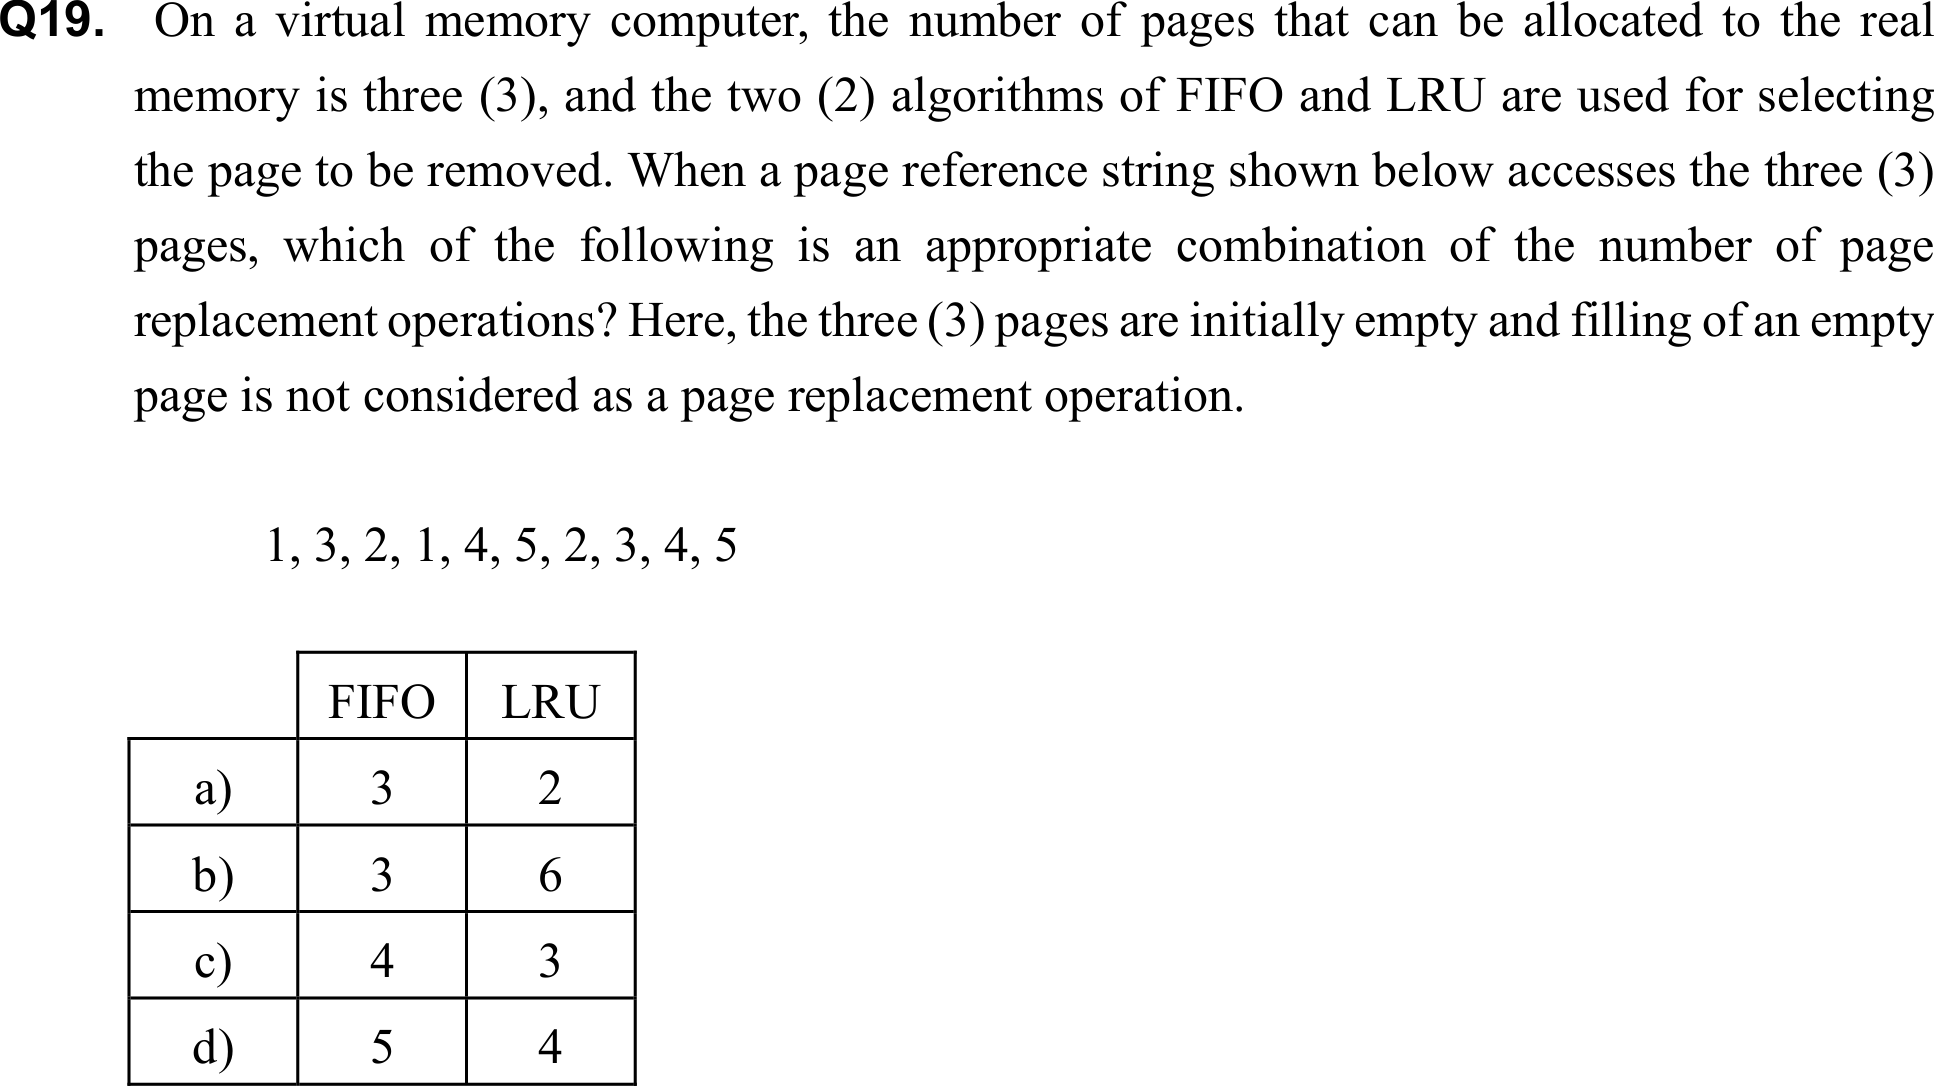 Q19. On a virtual memory computer, the number of pages that can be allocated to the real
memory is three (3), and the two (2) algorithms of FIFO and LRU are used for selecting
the page to be removed. When a page reference string shown below accesses the three (3)
pages, which of the following is an appropriate combination of the number of page
replacement operations? Here, the three (3) pages are initially empty and filling of an empty
page is not considered as a page replacement operation.
1, 3, 2, 1, 4, 5, 2, 3, 4, 5
FIFO LRU
a) 3 2
b) 3 6
c) 4 3
d) 5 4